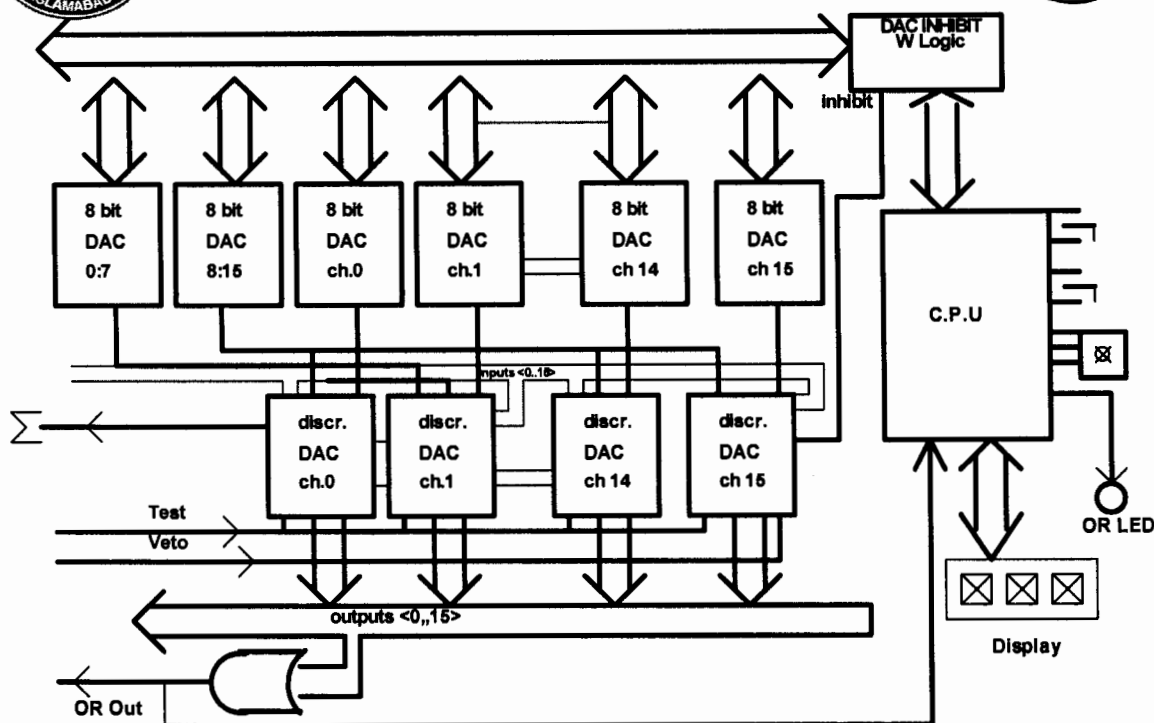 ISLAMABAD
DAC INHIBIT
W Logic
inhibit
8 bit
DAC
0:7
8 bit
DAC
8:15
8 bit
DAC
ch.0
8 bit
DAC
ch.1
8 bit
DAC
ch 14
8 bit
DAC
ch 15
C.P.U
nputs <0..16>
Σ
discr.
DAC
ch.0
discr.
DAC
ch.1
discr.
DAC
ch 14
discr.
DAC
ch 15
Test
Veto
OR LED
outputs <0,,15>
Display
OR Out